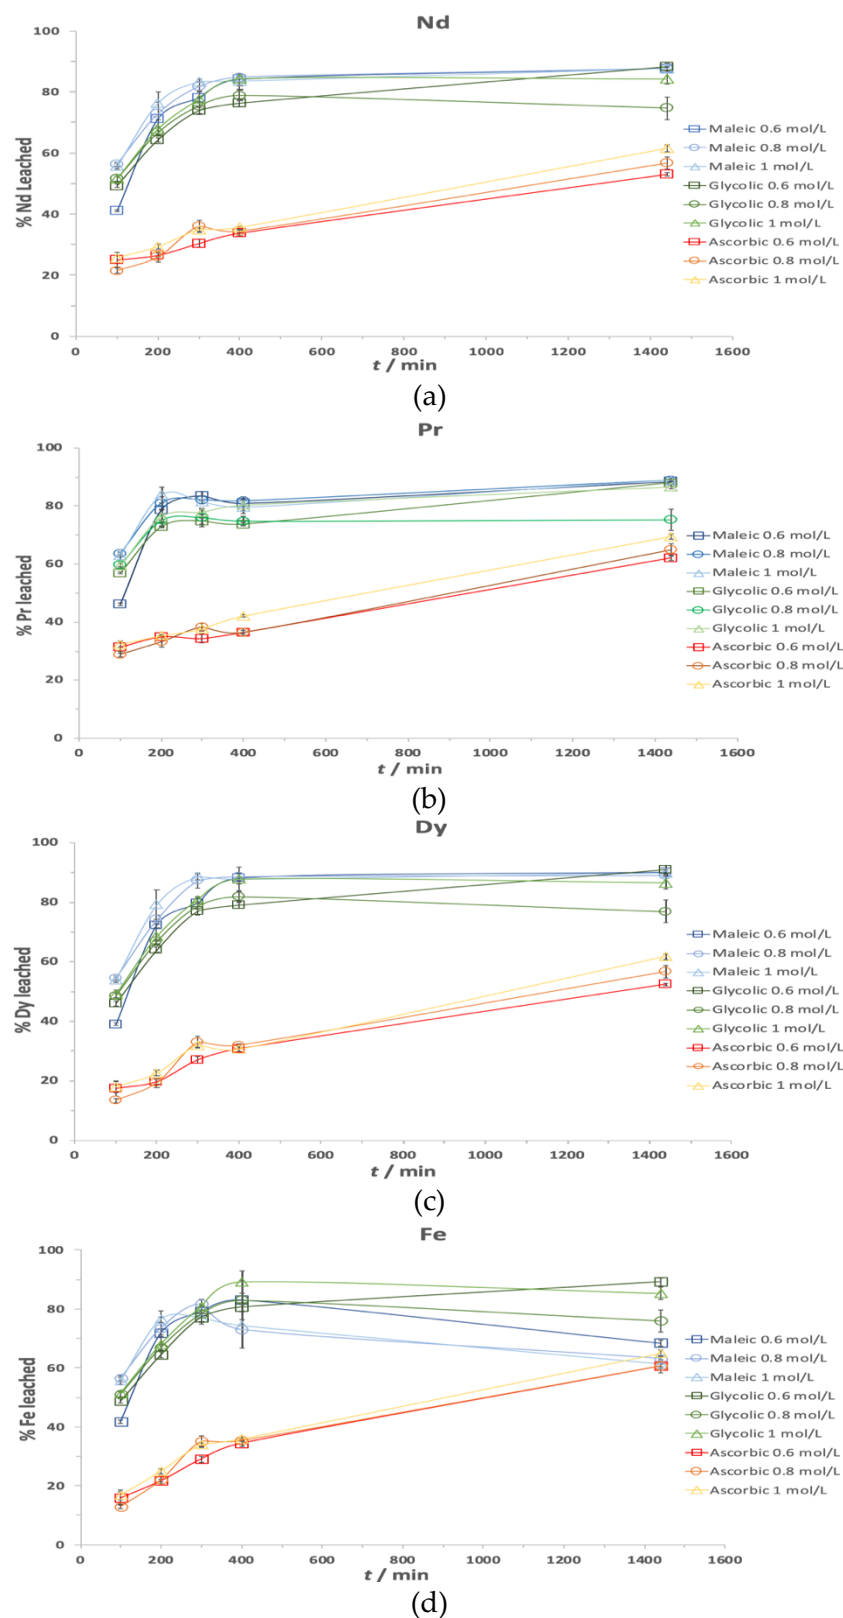 Nd
100
80
60
40
20
0
% Nd Leached
0 200 400 600 800 1000 1200 1400 1600
t / min
Maleic 0.6 mol/L
Maleic 0.8 mol/L
Maleic 1 mol/L
Glycolic 0.6 mol/L
Glycolic 0.8 mol/L
Glycolic 1 mol/L
Ascorbic 0.6 mol/L
Ascorbic 0.8 mol/L
Ascorbic 1 mol/L
(a)
Pr
100
80
60
40
20
0
% Pr leached
0 200 400 600 800 1000 1200 1400 1600
t / min
Maleic 0.6 mol/L
Maleic 0.8 mol/L
Maleic 1 mol/L
Glycolic 0.6 mol/L
Glycolic 0.8 mol/L
Glycolic 1 mol/L
Ascorbic 0.6 mol/L
Ascorbic 0.8 mol/L
Ascorbic 1 mol/L
(b)
Dy
100
80
60
40
20
0
% Dy leached
0 200 400 600 800 1000 1200 1400 1600
t / min
Maleic 0.6 mol/L
Maleic 0.8 mol/L
Maleic 1 mol/L
Glycolic 0.6 mol/L
Glycolic 0.8 mol/L
Glycolic 1 mol/L
Ascorbic 0.6 mol/L
Ascorbic 0.8 mol/L
Ascorbic 1 mol/L
(c)
Fe
100
80
60
40
20
0
% Fe leached
0 200 400 600 800 1000 1200 1400 1600
t / min
Maleic 0.6 mol/L
Maleic 0.8 mol/L
Maleic 1 mol/L
Glycolic 0.6 mol/L
Glycolic 0.8 mol/L
Glycolic 1 mol/L
Ascorbic 0.6 mol/L
Ascorbic 0.8 mol/L
Ascorbic 1 mol/L
(d)